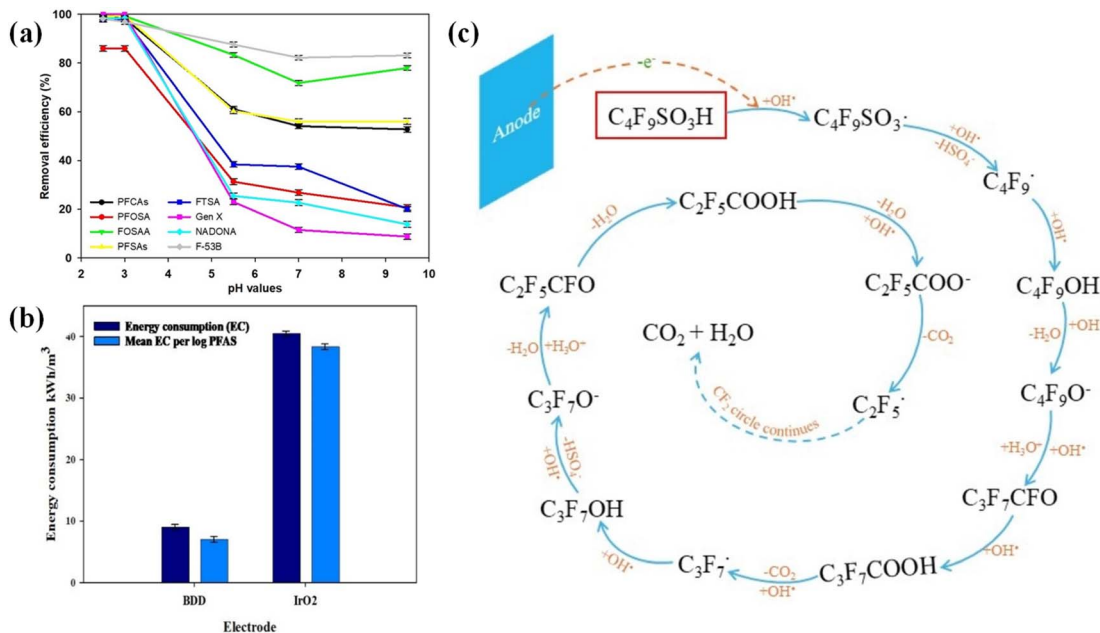 (a)
100
80
60
40
20
0
Removal efficiency (%)
PFCAs
PFOSA
FOSAA
PFSAs
FTSA
Gen X
NADONA
F-53B
2 3 4 5 6 7 8 9 10
pH values
(b)
Energy consumption (EC)
Mean EC per log PFAS
40
30
20
10
0
Energy consumption kWh/m³
BDD IrO2
Electrode
(c)
Anode
-e⁻
C₄F₉SO₃H
+OH•
C₄F₉SO₃·
+OH•
-HSO₄⁻
C₄F₉·
+OH•
C₄F₉OH
-H₂O +OH
C₄F₉O⁻
+H₃O⁺ +OH•
C₃F₇CFO
+OH•
C₃F₇COOH
-CO₂
+OH•
C₃F₇·
+OH•
C₃F₇OH
-HSO₄⁻
+OH•
C₃F₇O⁻
-H₂O +H₃O⁺
C₂F₅CFO
-H₂O
C₂F₅COOH
-H₂O
+OH•
C₂F₅COO⁻
-CO₂
C₂F₅·
CF₂ circle continues
CO₂ + H₂O